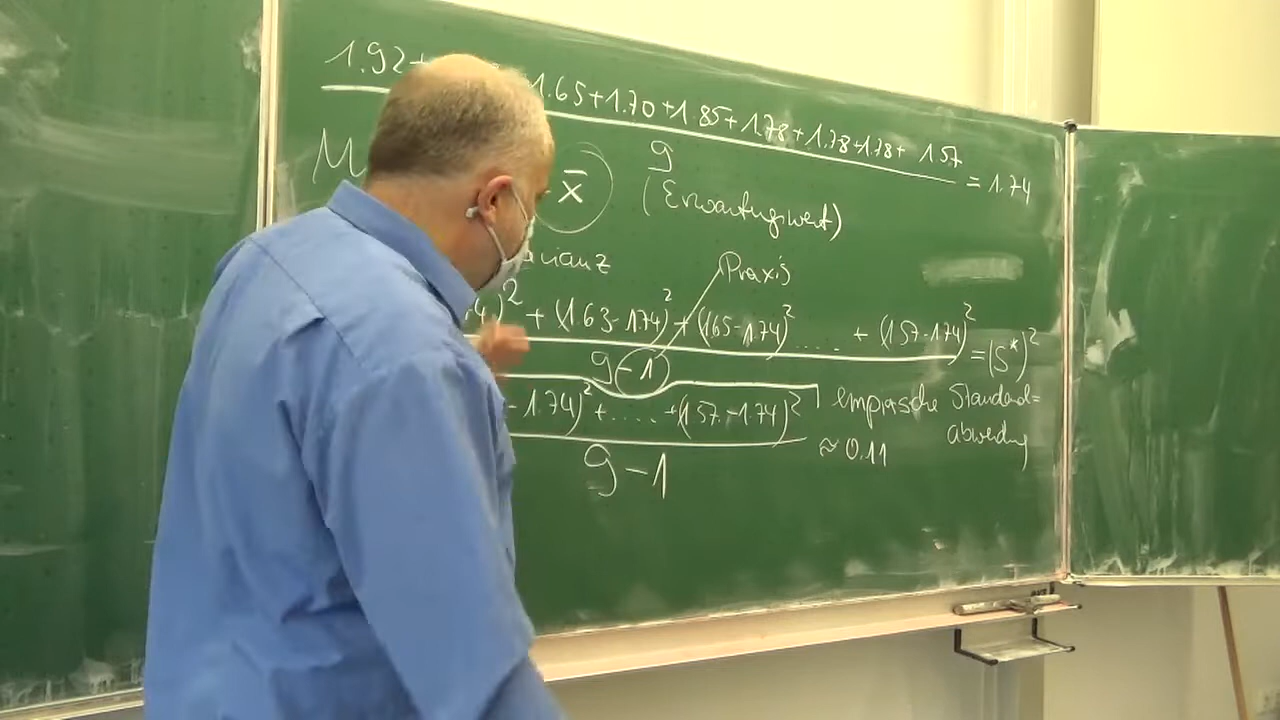 1.92+ 1.65+1.70+1.85+1.78+1.78+1.78+ 1.57
9
= 1.74
M x̄ (Erwartungswert)
rianz Praxis
4)² + (1.63-1.74)² + (1.65-1.74)² ..... + (1.57-1.74)²
9-1
= (S*)²
- 1.74)² + ..... +(1.57-1.74)² empirische Standard=
abweichung
9-1
≈ 0.11